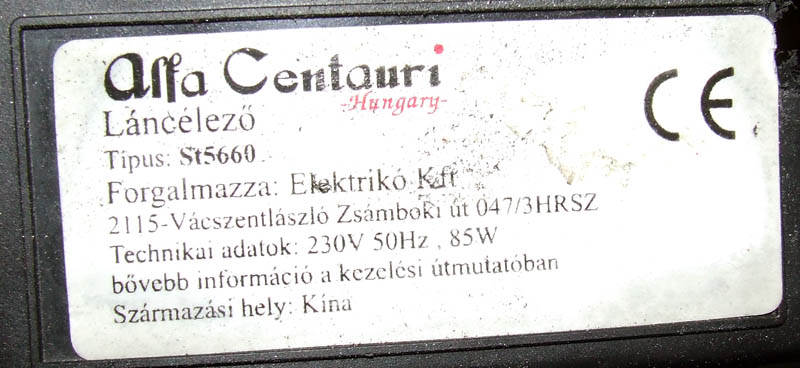 Alfa Centauri
-Hungary-
Láncélező
Típus: St5660
Forgalmazza: Elektrikó Kft
2115-Vácszentlászló Zsámboki út 047/3HRSZ
Technikai adatok: 230V 50Hz , 85W
bővebb információ a kezelési útmutatóban
Származási hely: Kína
CE